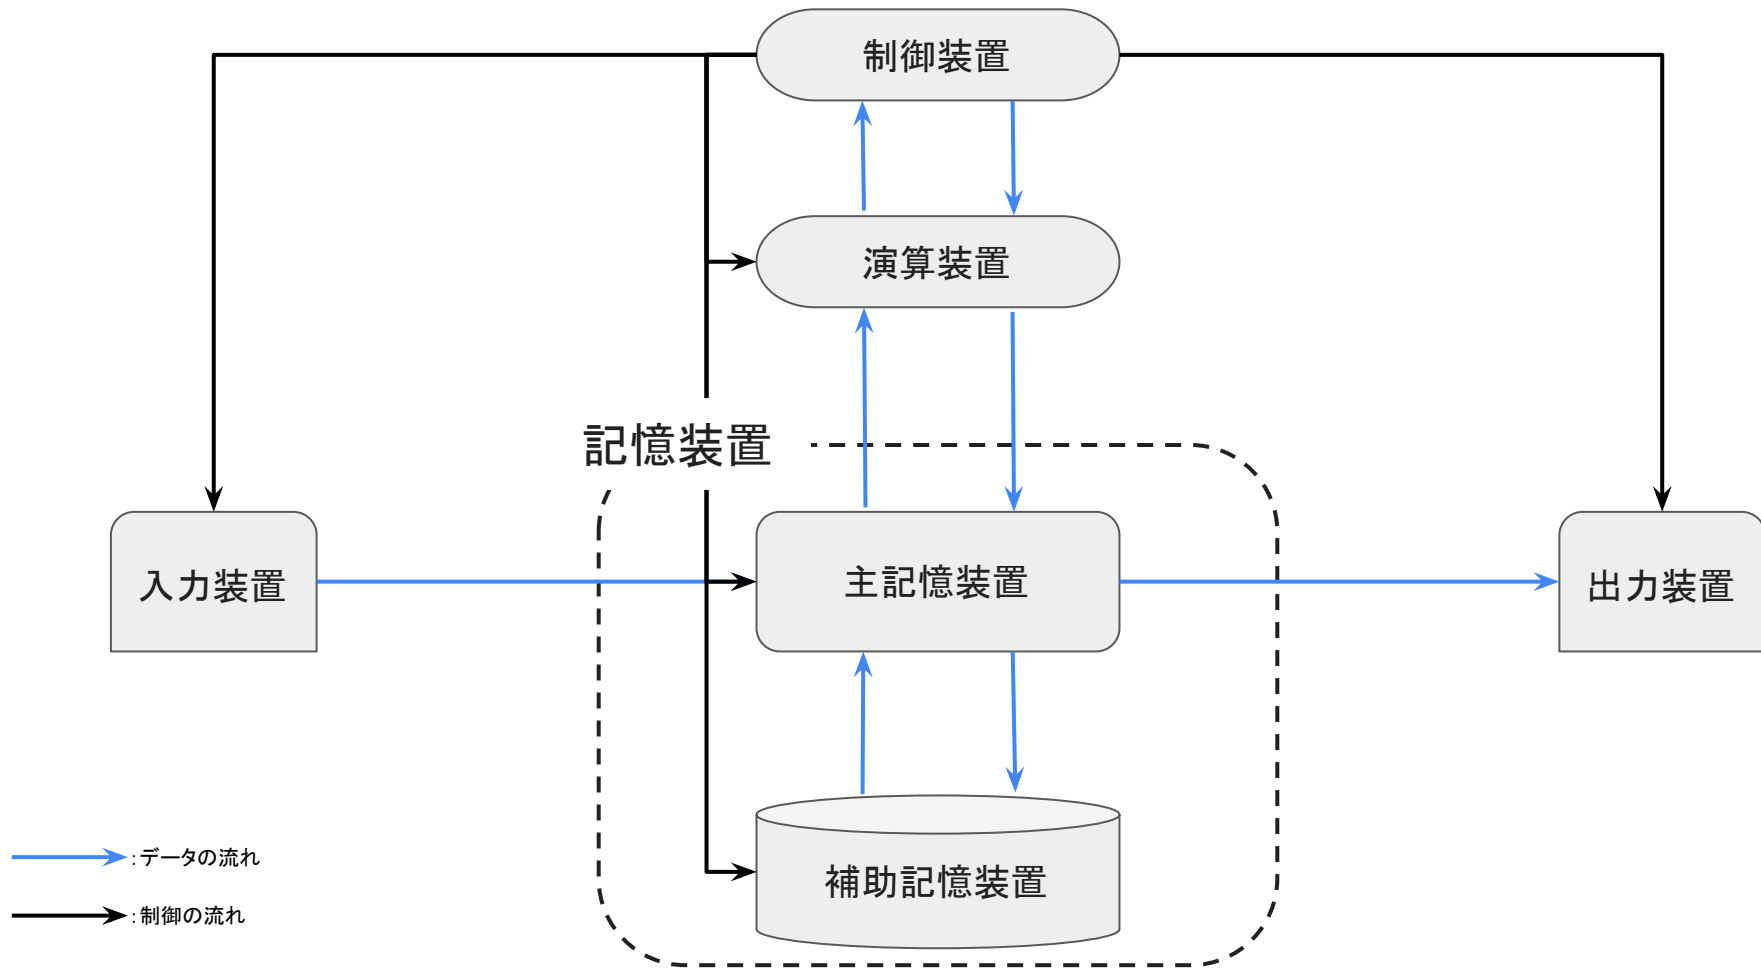 制御装置
演算装置
記憶装置
入力装置
主記憶装置
出力装置
補助記憶装置
: データの流れ
: 制御の流れ